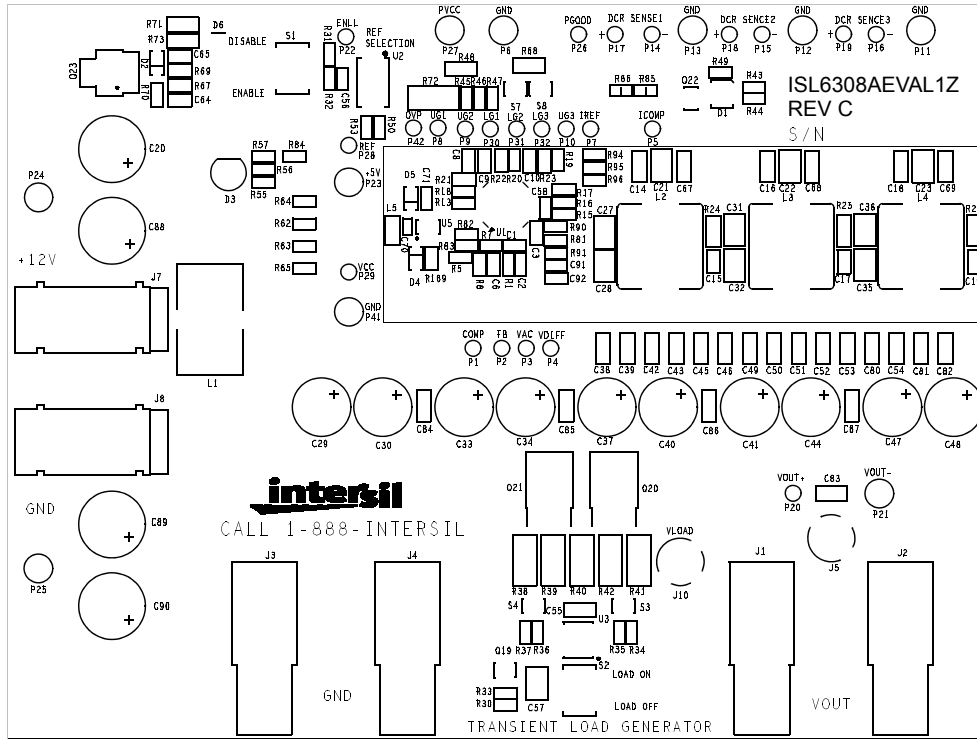 R71
D6
R73
DISABLE
S1
ENABLE
Q23
D2
C65
R69
R67
C64
R70
ENLL
P22
R31
R32
C56
REF
SELECTION
U2
PVCC
P27
GND
P6
PGOOD
P26
DCR
SENSE1
+
-
P17
P14
GND
P13
DCR
SENCE2
+
-
P18
P15
GND
P12
DCR
SENCE3
+
-
P19
P16
GND
P11
R48
R68
R72
R45
R46
R47
S7
S8
R66
R85
Q22
R49
D1
R43
R44
ISL6308AEVAL1Z
REV C
S/N
R53
R50
OVP
P42
UG1
P8
UG2
P9
LG1
P30
LG2
P31
LG3
P32
UG3
P10
IREF
P7
ICOMP
P5
REF
P28
+5V
P23
C20
R57
R84
R56
R55
D3
P24
C88
+12V
R64
R62
R63
R65
VCC
P29
GND
P41
C8
C9
R22
R20
C10
R23
R19
R94
R95
R96
R21
R18
R13
D5
C71
L5
C70
U5
D4
R169
R82
R83
R5
U1
R7
C1
R8
C6
R1
C2
C3
C58
R17
R16
R15
R90
R81
R91
C91
C92
C14
C21
C67
L2
C16
C22
C68
L3
C18
C23
C69
L4
C27
C28
R24
C15
C31
C32
R23
C17
C36
C35
J7
L1
J8
GND
COMP
P1
FB
P2
VAC
P3
VDIFF
P4
C38
C39
C42
C43
C45
C46
C49
C50
C51
C52
C53
C80
C54
C81
C82
C29
C30
C84
C33
C34
C85
C37
C40
C86
C41
C44
C87
C47
C48
intersil
CALL 1-888-INTERSIL
C89
P25
C90
Q21
Q20
VOUT+
P20
C83
VOUT-
P21
J3
J4
R38
R39
R40
R42
R41
VLOAD
J10
J5
J1
J2
S4
C55
S3
U3
R37
R36
R35
R34
Q19
S2
LOAD ON
R33
R30
C57
LOAD OFF
GND
VOUT
TRANSIENT LOAD GENERATOR